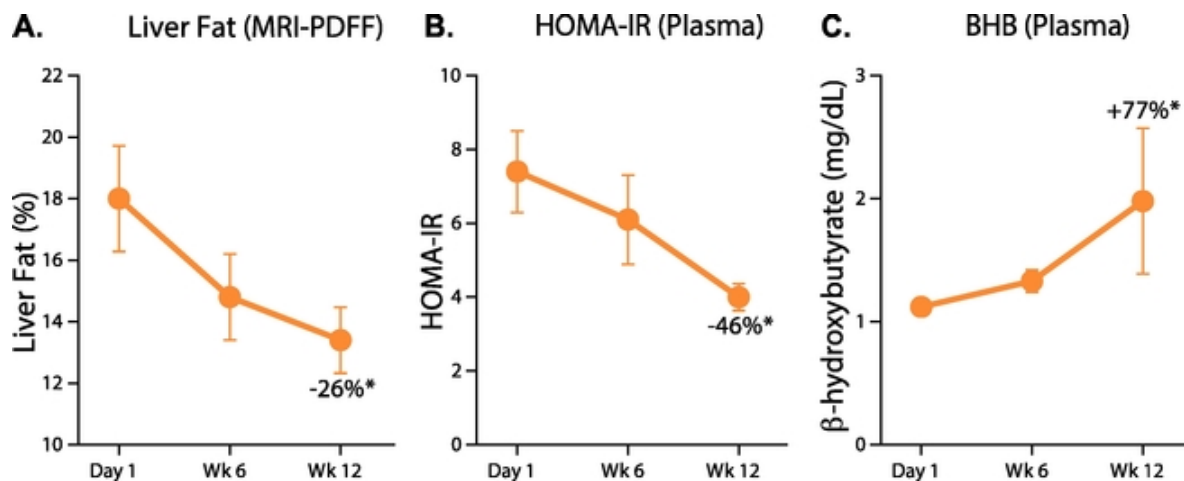 A. Liver Fat (MRI-PDFF)
22
20
18
16
14
12
10
Liver Fat (%)
-26%*
Day 1 Wk 6 Wk 12
B. HOMA-IR (Plasma)
10
8
6
4
2
0
HOMA-IR
-46%*
Day 1 Wk 6 Wk 12
C. BHB (Plasma)
3
2
1
0
β-hydroxybutyrate (mg/dL)
+77%*
Day 1 Wk 6 Wk 12